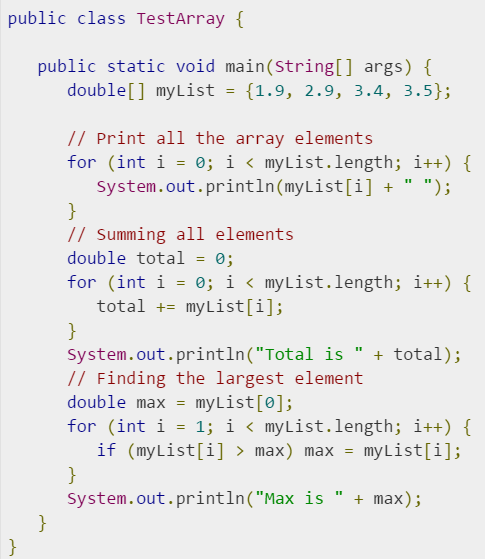 public class TestArray {

   public static void main(String[] args) {
      double[] myList = {1.9, 2.9, 3.4, 3.5};

      // Print all the array elements
      for (int i = 0; i < myList.length; i++) {
         System.out.println(myList[i] + " ");
      }
      // Summing all elements
      double total = 0;
      for (int i = 0; i < myList.length; i++) {
         total += myList[i];
      }
      System.out.println("Total is " + total);
      // Finding the largest element
      double max = myList[0];
      for (int i = 1; i < myList.length; i++) {
         if (myList[i] > max) max = myList[i];
      }
      System.out.println("Max is " + max);
   }
}